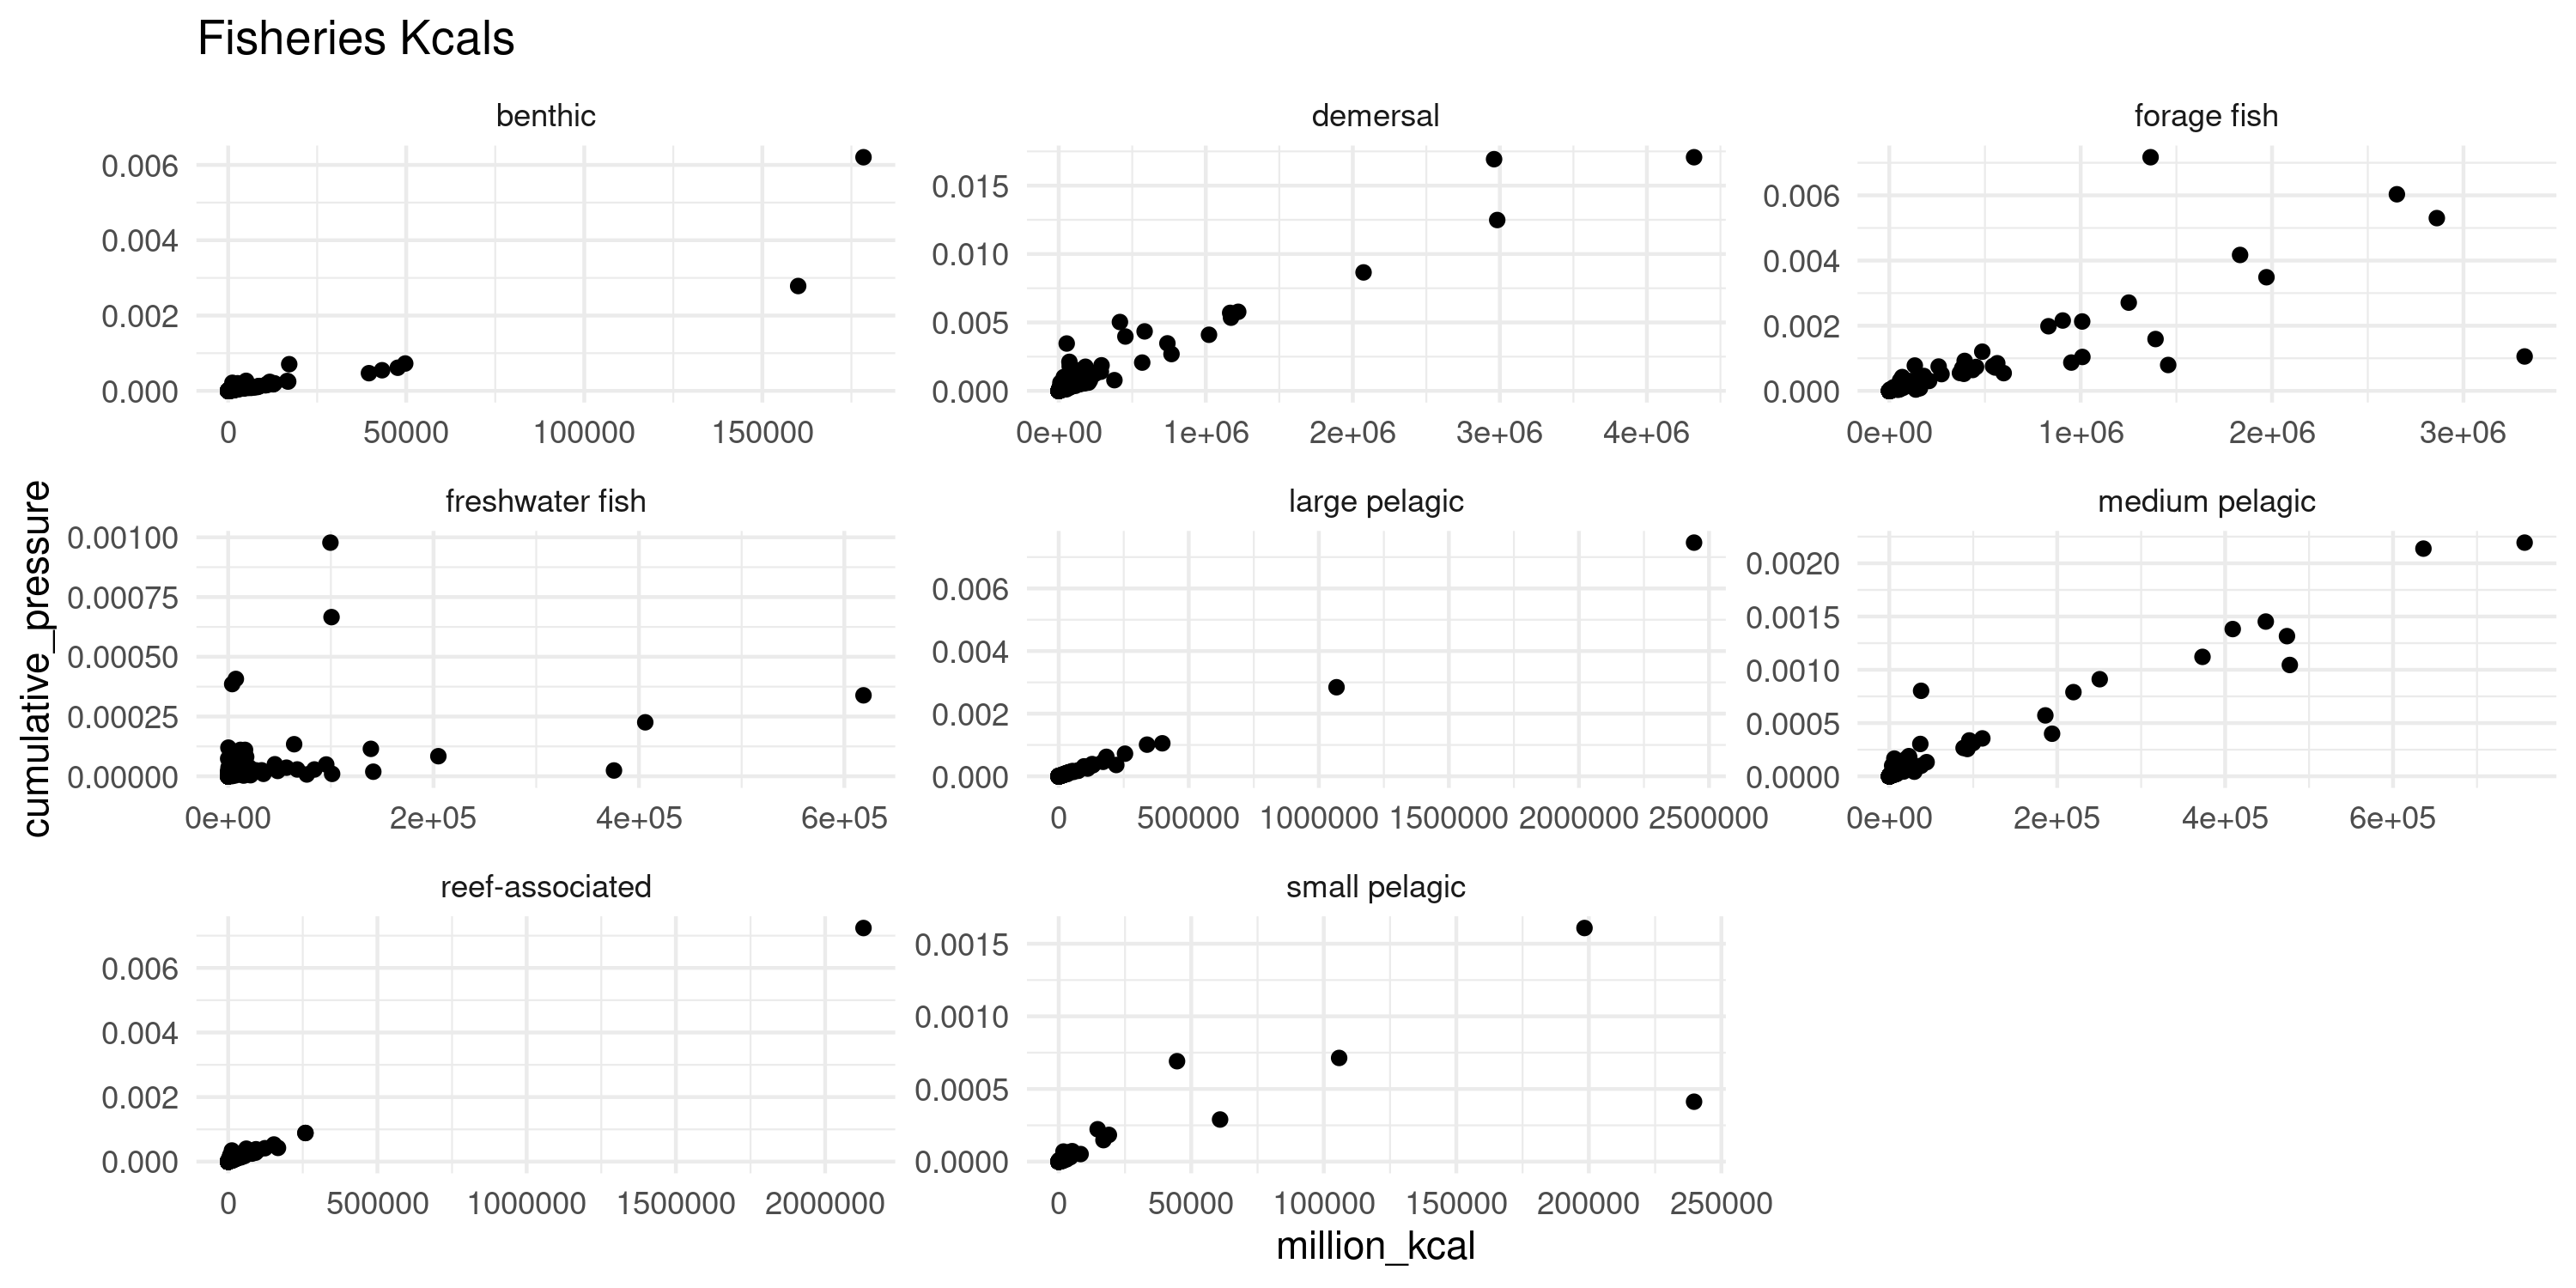 Fisheries Kcals
benthic
demersal
forage fish
0.006
0.004
0.002
0.000
0
50000
100000
150000
0.015
0.010
0.005
0.000
0e+00
1e+06
2e+06
3e+06
4e+06
0.006
0.004
0.002
0.000
0e+00
1e+06
2e+06
3e+06
cumulative_pressure
freshwater fish
large pelagic
medium pelagic
0.00100
0.00075
0.00050
0.00025
0.00000
0e+00
2e+05
4e+05
6e+05
0.006
0.004
0.002
0.000
0
500000
1000000
1500000
2000000
2500000
0.0020
0.0015
0.0010
0.0005
0.0000
0e+00
2e+05
4e+05
6e+05
reef-associated
small pelagic
0.006
0.004
0.002
0.000
0
500000
1000000
1500000
2000000
0.0015
0.0010
0.0005
0.0000
0
50000
100000
150000
200000
250000
million_kcal